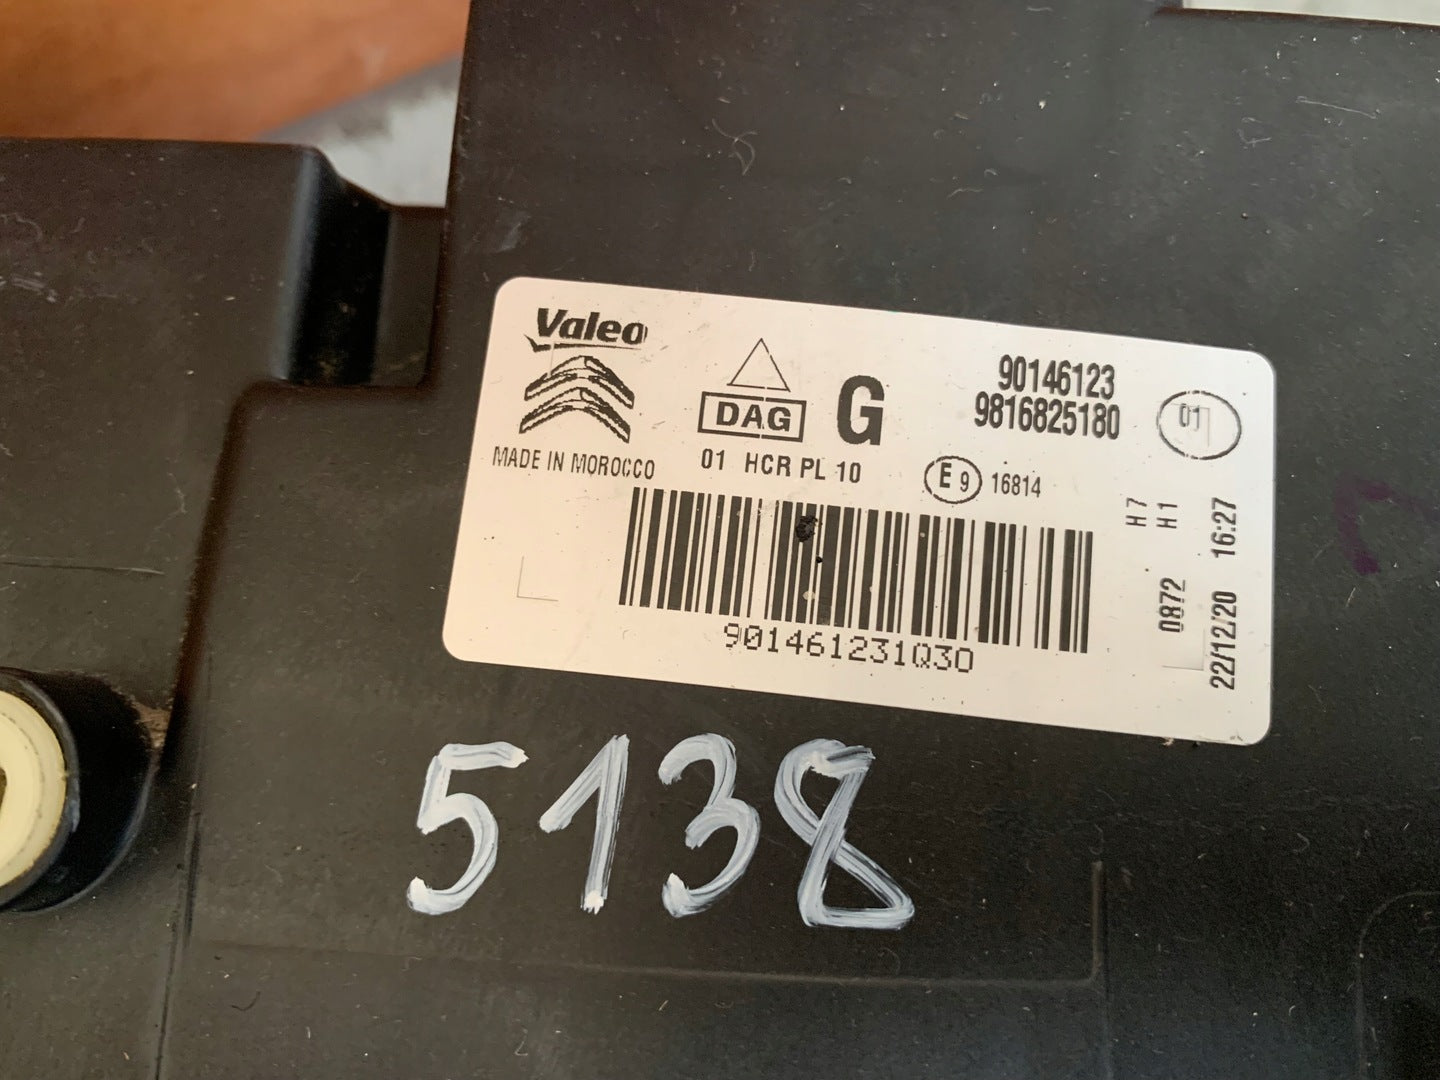 Valeo
MADE IN MOROCCO
DAG
G
01 HCR PL 10
90146123
9816825180
01
E 9 16814
H7
H1
0872
22/12/20 16:27
901461231Q30
5138